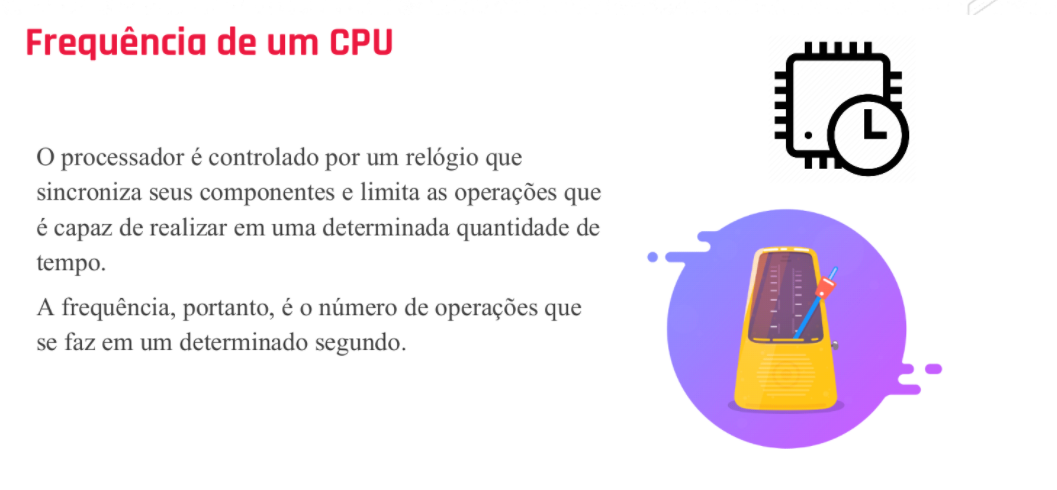 Frequência de um CPU
O processador é controlado por um relógio que
sincroniza seus componentes e limita as operações que
é capaz de realizar em uma determinada quantidade de
tempo.
A frequência, portanto, é o número de operações que
se faz em um determinado segundo.